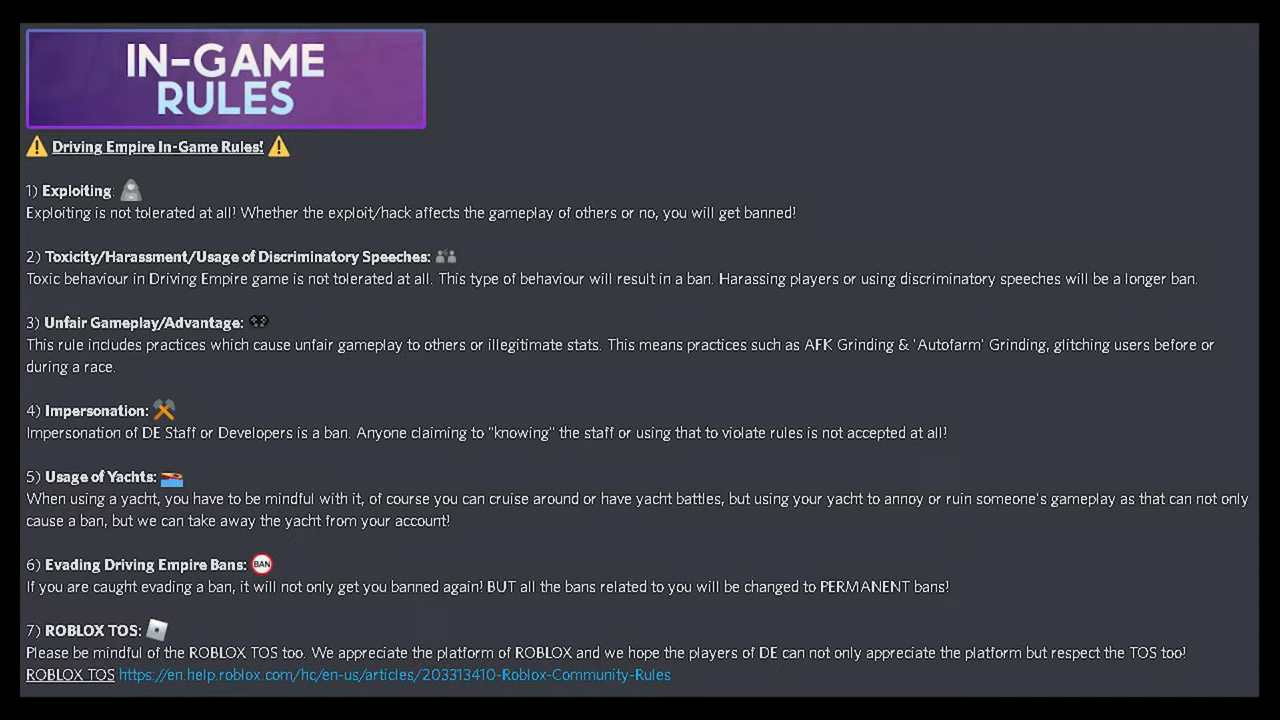 IN-GAME
RULES
Driving Empire In-Game Rules!
1) Exploiting:
Exploiting is not tolerated at all! Whether the exploit/hack affects the gameplay of others or no, you will get banned!
2) Toxicity/Harassment/Usage of Discriminatory Speeches:
Toxic behaviour in Driving Empire game is not tolerated at all. This type of behaviour will result in a ban. Harassing players or using discriminatory speeches will be a longer ban.
3) Unfair Gameplay/Advantage:
This rule includes practices which cause unfair gameplay to others or illegitimate stats. This means practices such as AFK Grinding & 'Autofarm' Grinding, glitching users before or
during a race.
4) Impersonation:
Impersonation of DE Staff or Developers is a ban. Anyone claiming to "knowing" the staff or using that to violate rules is not accepted at all!
5) Usage of Yachts:
When using a yacht, you have to be mindful with it, of course you can cruise around or have yacht battles, but using your yacht to annoy or ruin someone's gameplay as that can not only
cause a ban, but we can take away the yacht from your account!
6) Evading Driving Empire Bans: BAN
If you are caught evading a ban, it will not only get you banned again! BUT all the bans related to you will be changed to PERMANENT bans!
7) ROBLOX TOS:
Please be mindful of the ROBLOX TOS too. We appreciate the platform of ROBLOX and we hope the players of DE can not only appreciate the platform but respect the TOS too!
ROBLOX TOS https://en.help.roblox.com/hc/en-us/articles/203313410-Roblox-Community-Rules